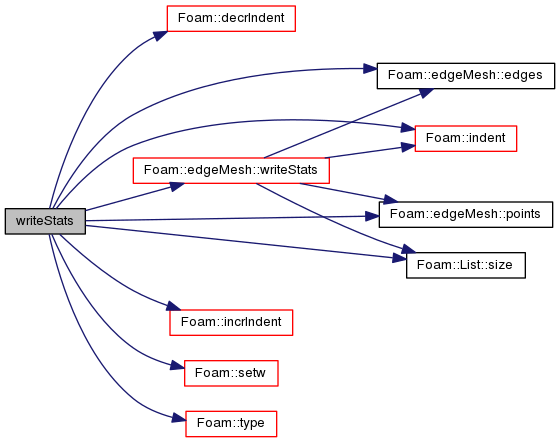 Foam::decrIndent
Foam::edgeMesh::edges
Foam::indent
Foam::edgeMesh::writeStats
writeStats
Foam::edgeMesh::points
Foam::List::size
Foam::incrIndent
Foam::setw
Foam::type